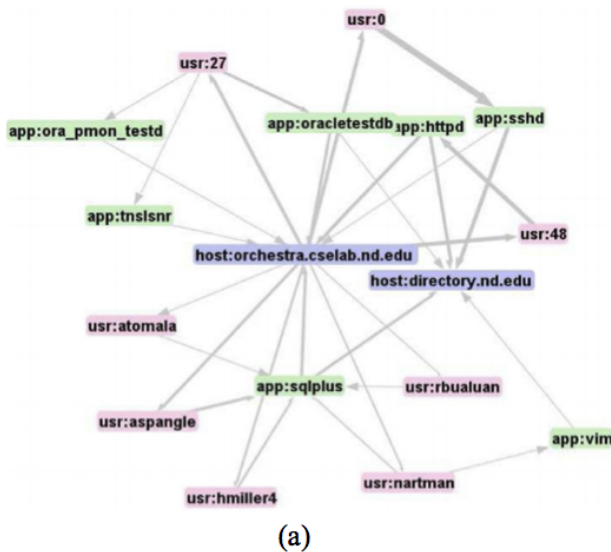 usr:0
usr:27
app:oracletestdb
app:httpd
app:sshd
app:ora_pmon_testd
app:tnslsnr
usr:48
host:orchestra.cselab.nd.edu
host:directory.nd.edu
usr:atomala
app:sqlplus
usr:rbualuan
usr:aspangle
app:vim
usr:nartman
usr:hmiller4
(a)